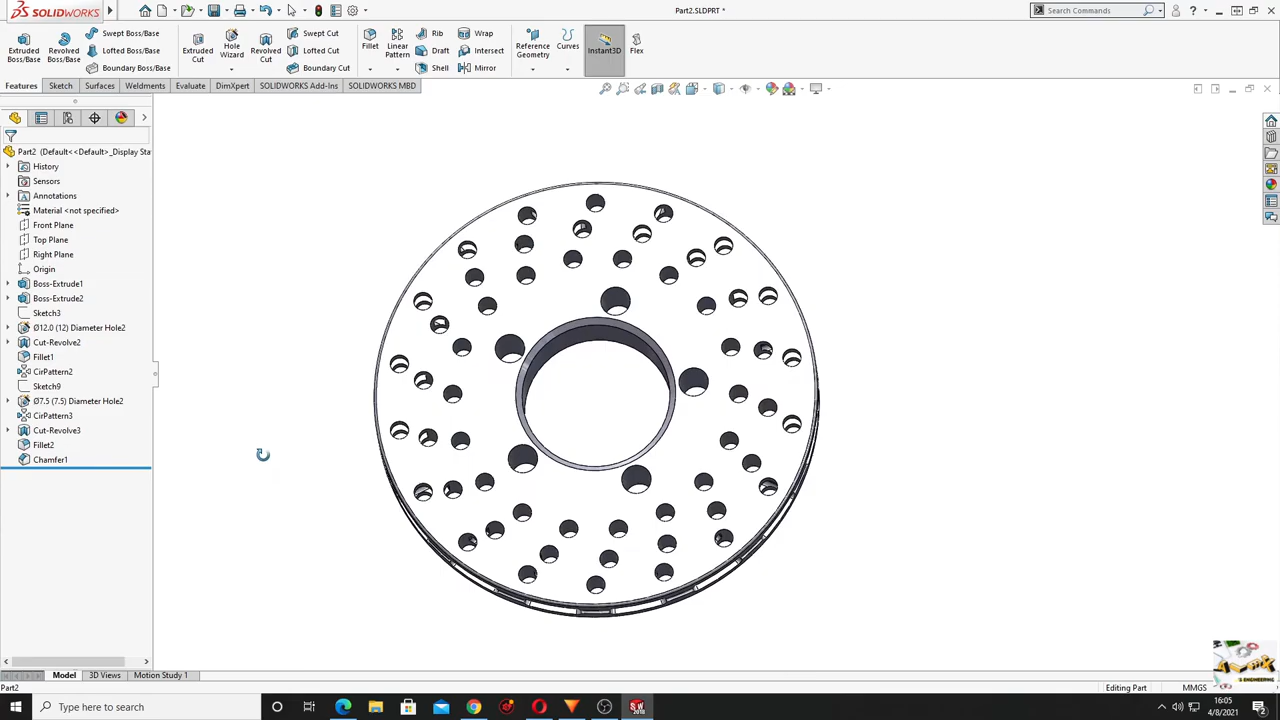 SOLIDWORKS
Part2.SLDPRT *
Search Commands
Extruded Boss/Base
Revolved Boss/Base
Swept Boss/Base
Lofted Boss/Base
Boundary Boss/Base
Extruded Cut
Hole Wizard
Revolved Cut
Swept Cut
Lofted Cut
Boundary Cut
Fillet
Linear Pattern
Rib
Draft
Shell
Wrap
Intersect
Mirror
Reference Geometry
Curves
Instant3D
Flex
Features Sketch Surfaces Weldments Evaluate DimXpert SOLIDWORKS Add-Ins SOLIDWORKS MBD
Part2 (Default<<Default>_Display Sta
History
Sensors
Annotations
Material <not specified>
Front Plane
Top Plane
Right Plane
Origin
Boss-Extrude1
Boss-Extrude2
Sketch3
Ø12.0 (12) Diameter Hole2
Cut-Revolve2
Fillet1
CirPattern2
Sketch9
Ø7.5 (7.5) Diameter Hole2
CirPattern3
Cut-Revolve3
Fillet2
Chamfer1
Model 3D Views Motion Study 1
Part2
Editing Part
MMGS
Type here to search
SW
2018
16:05
4/8/2021
2